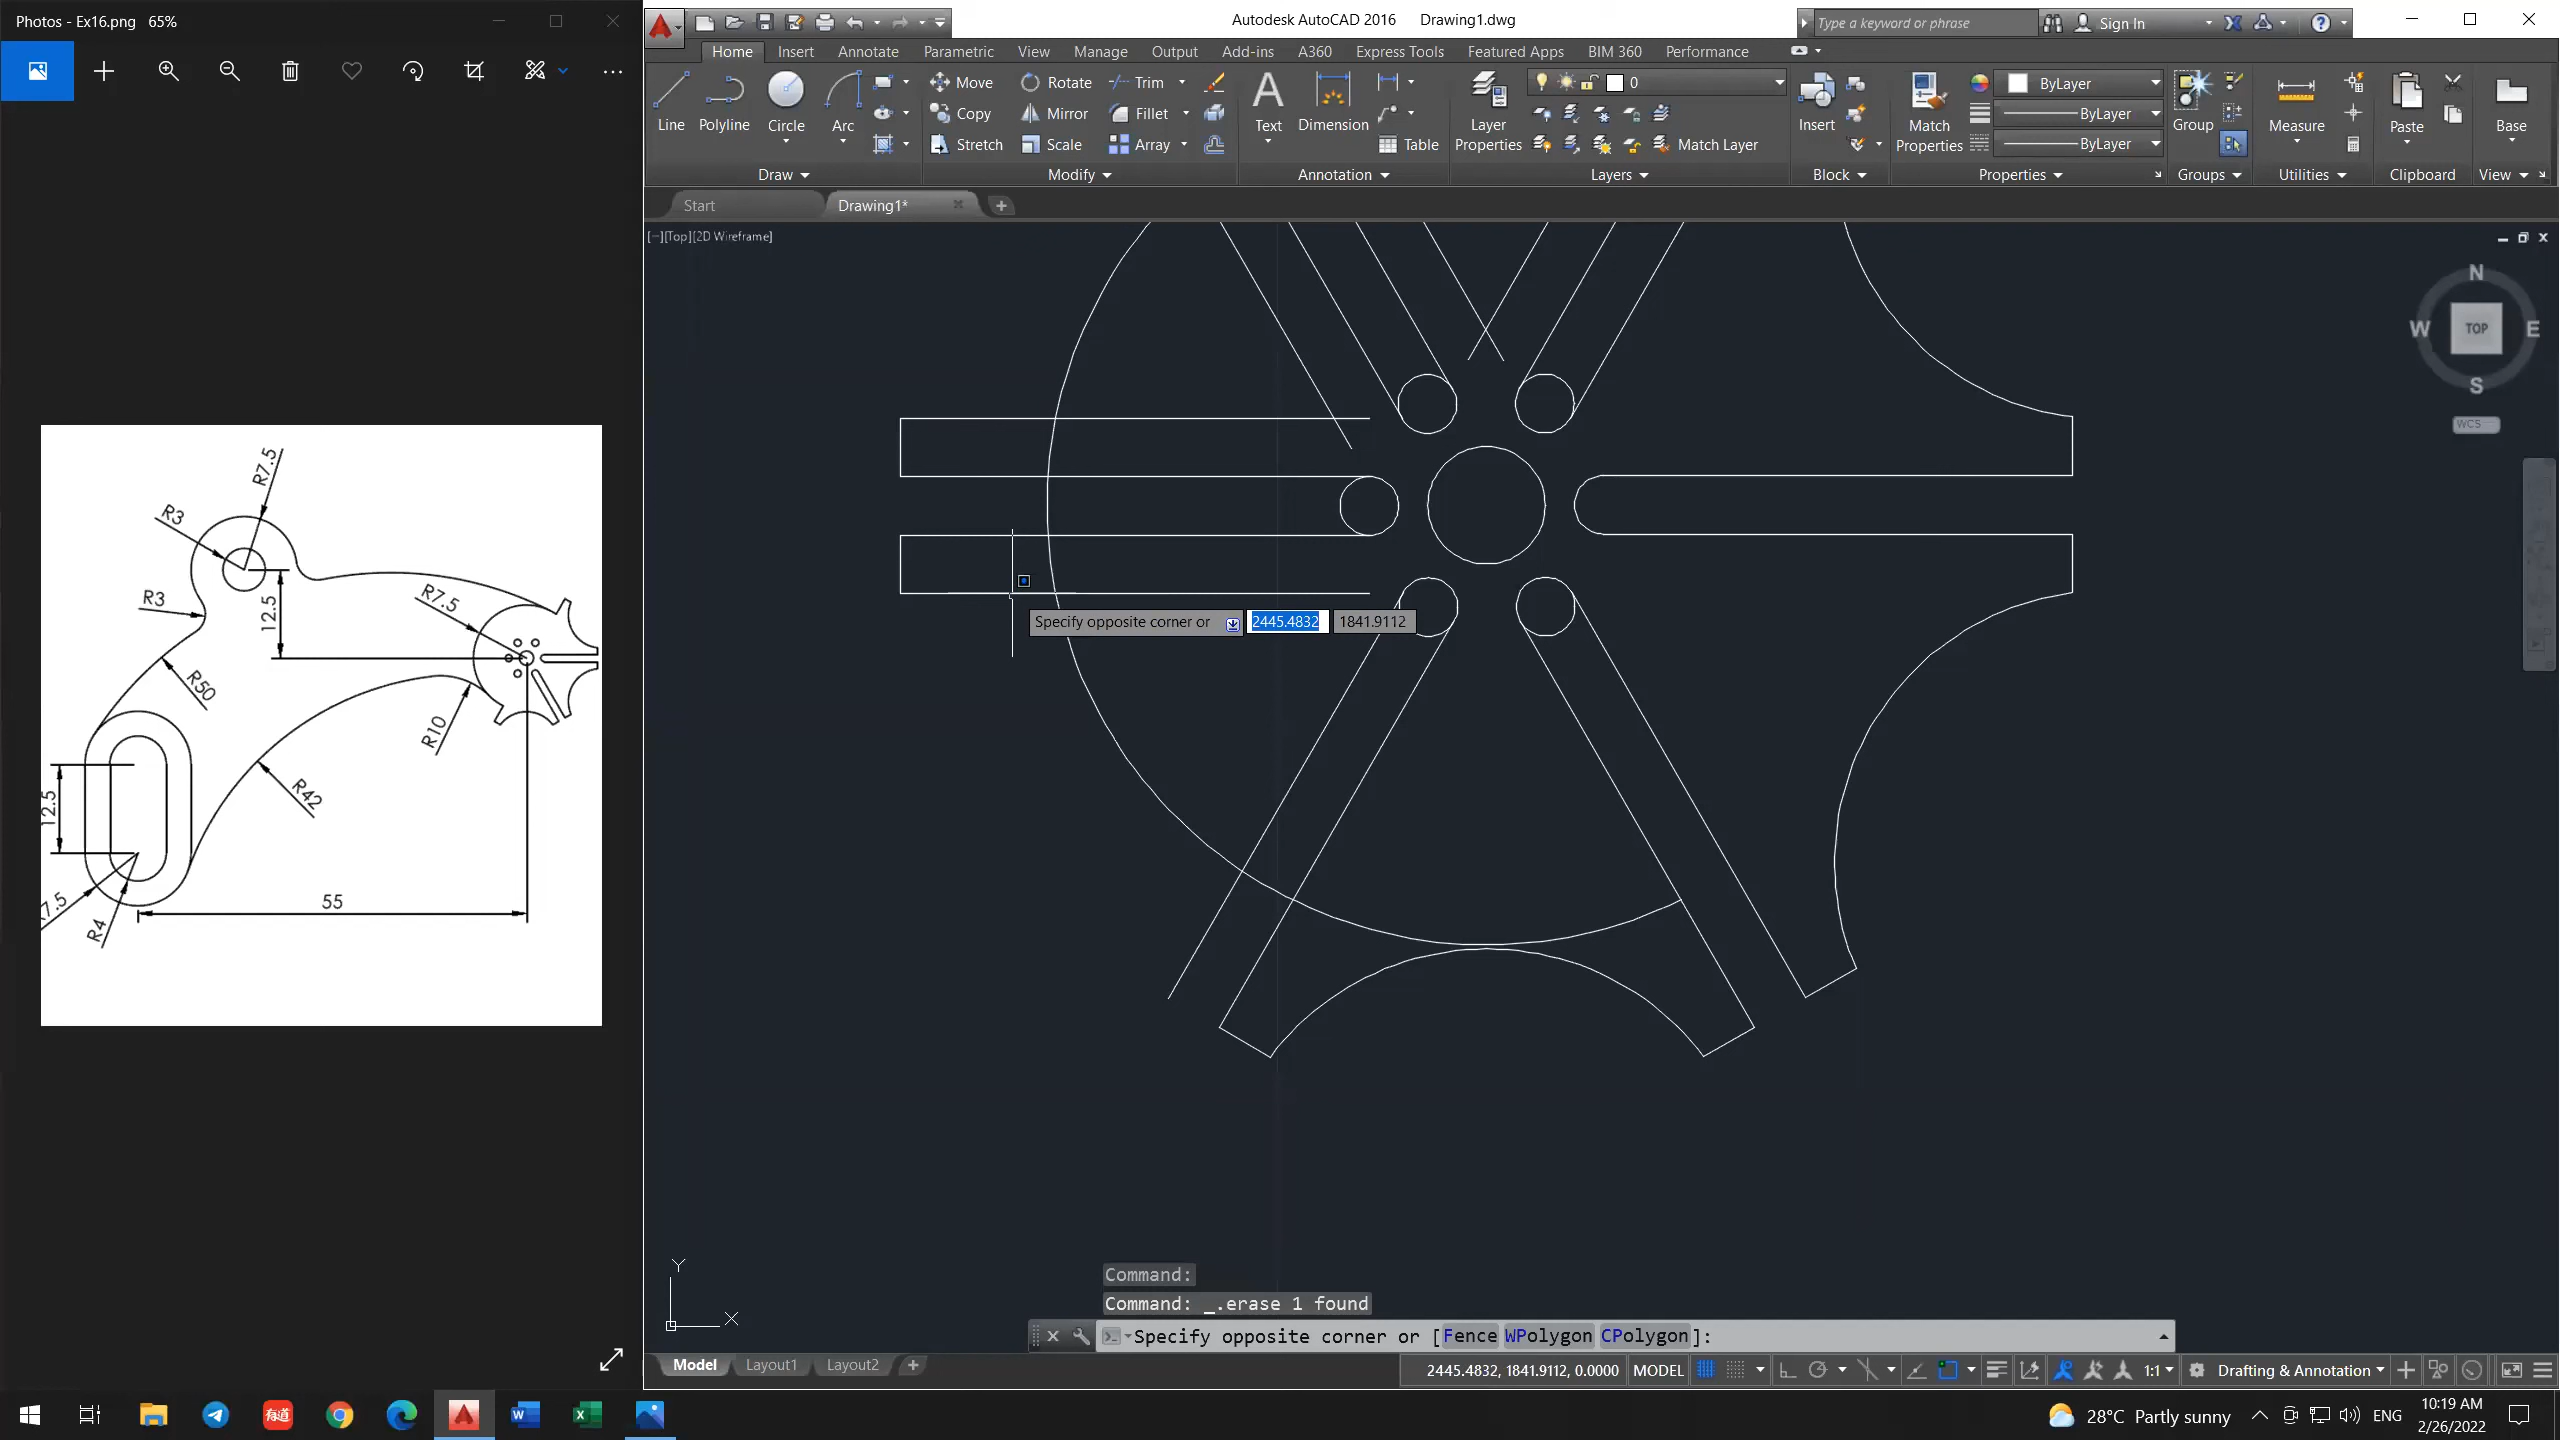 Photos - Ex16.png   65%
R7.5
R3
R3
R7.5
12.5
R50
R10
R42
12.5
55
R4
Autodesk AutoCAD 2016   Drawing1.dwg
Type a keyword or phrase
Sign In
Home Insert Annotate Parametric View Manage Output Add-ins A360 Express Tools Featured Apps BIM 360 Performance
Line
Polyline
Circle
Arc
Draw
Move
Rotate
Trim
Copy
Mirror
Fillet
Stretch
Scale
Array
Modify
Text
Dimension
Table
Annotation
Layer Properties
0
Match Layer
Layers
Insert
Block
Match Properties
ByLayer
ByLayer
ByLayer
Properties
Group
Groups
Measure
Utilities
Paste
Clipboard
Base
View
Start
Drawing1*
[−][Top][2D Wireframe]
N
W
TOP
E
S
WCS
Specify opposite corner or
2445.4832
1841.9112
Y
X
Command:
Command: _.erase 1 found
Specify opposite corner or [Fence WPolygon CPolygon]:
Model Layout1 Layout2
2445.4832, 1841.9112, 0.0000 MODEL
1:1
Drafting & Annotation
有道
28°C Partly sunny
ENG
10:19 AM
2/26/2022